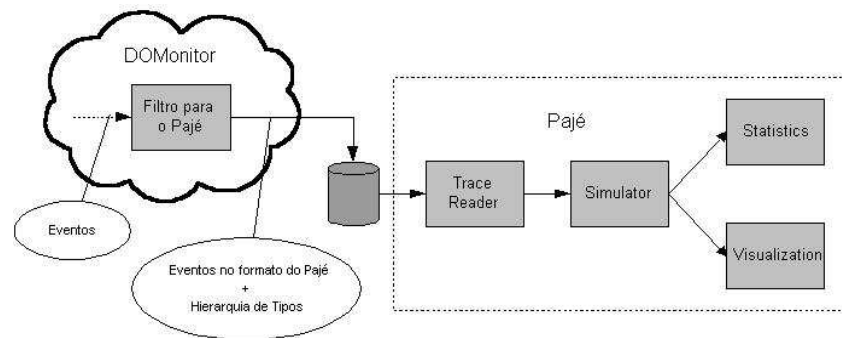 DOMonitor
Filtro para
o Pajé
Eventos
Eventos no formato do Pajé
+
Hierarquia de Tipos
Pajé
Trace
Reader
Simulator
Statistics
Visualization